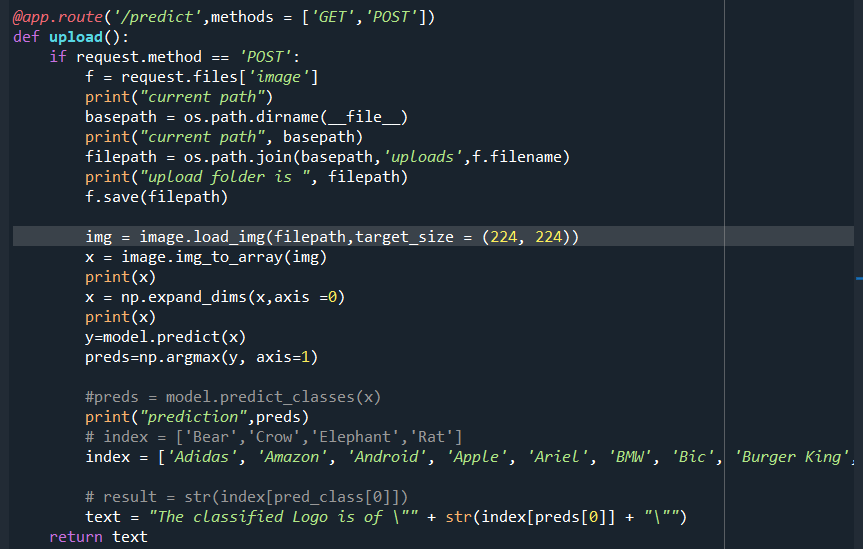 @app.route('/predict',methods = ['GET','POST'])
def upload():
    if request.method == 'POST':
        f = request.files['image']
        print("current path")
        basepath = os.path.dirname(__file__)
        print("current path", basepath)
        filepath = os.path.join(basepath,'uploads',f.filename)
        print("upload folder is ", filepath)
        f.save(filepath)

        img = image.load_img(filepath,target_size = (224, 224))
        x = image.img_to_array(img)
        print(x)
        x = np.expand_dims(x,axis =0)
        print(x)
        y=model.predict(x)
        preds=np.argmax(y, axis=1)

        #preds = model.predict_classes(x)
        print("prediction",preds)
        # index = ['Bear','Crow','Elephant','Rat']
        index = ['Adidas', 'Amazon', 'Android', 'Apple', 'Ariel', 'BMW', 'Bic', 'Burger King',

        # result = str(index[pred_class[0]])
        text = "The classified Logo is of \"" + str(index[preds[0]] + "\"")
    return text